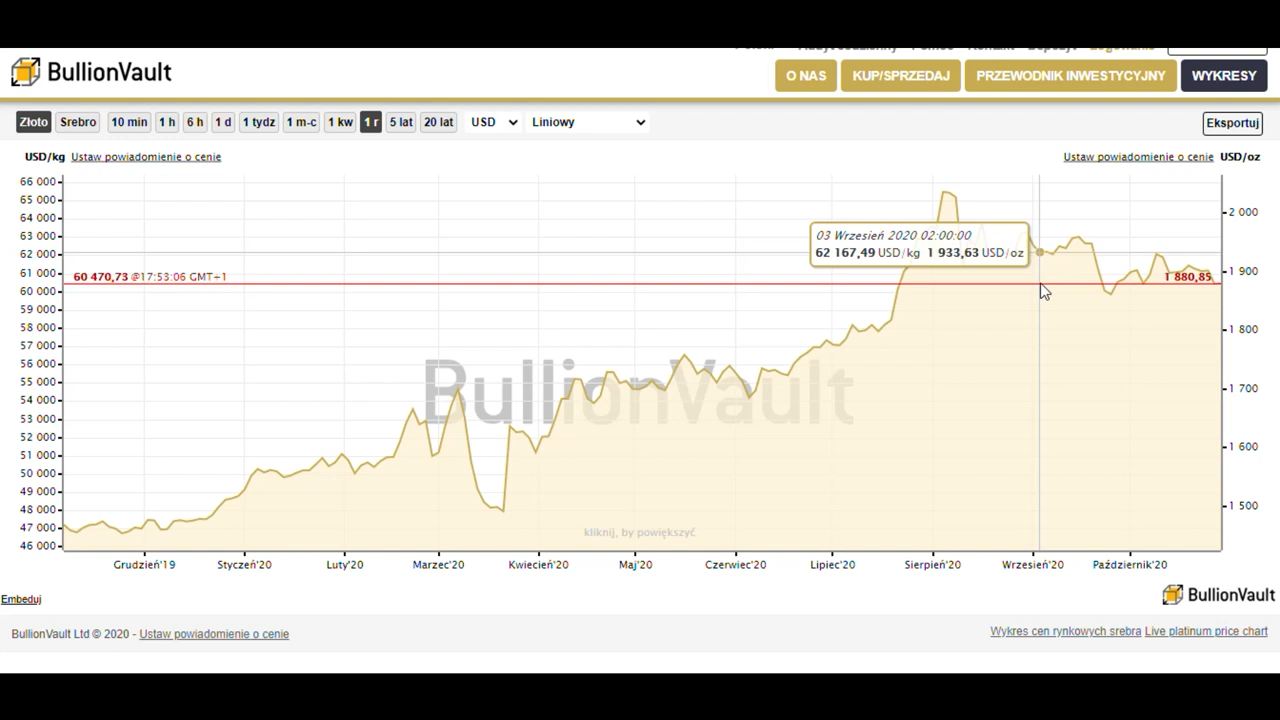 BullionVault
O NAS KUP/SPRZEDAJ PRZEWODNIK INWESTYCYJNY WYKRESY
Złoto Srebro 10 min 1 h 6 h 1 d 1 tydz 1 m-c 1 kw 1 r 5 lat 20 lat USD Liniowy Eksportuj
USD/kg Ustaw powiadomienie o cenie Ustaw powiadomienie o cenie USD/oz
66 000
65 000
64 000 2 000
63 000
62 000
61 000 1 900
60 000
59 000
58 000 1 800
57 000
56 000
55 000 1 700
54 000
53 000
52 000 1 600
51 000
50 000
49 000 1 500
48 000
47 000
46 000
03 Wrzesień 2020 02:00:00
62 167,49 USD/kg 1 933,63 USD/oz
60 470,73 @17:53:06 GMT+1 1 880,85
BullionVault
kliknij, by powiększyć
Grudzień'19 Styczeń'20 Luty'20 Marzec'20 Kwiecień'20 Maj'20 Czerwiec'20 Lipiec'20 Sierpień'20 Wrzesień'20 Październik'20
Embeduj BullionVault
BullionVault Ltd © 2020 - Ustaw powiadomienie o cenie Wykres cen rynkowych srebra Live platinum price chart